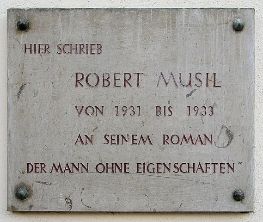 HIER SCHRIEB
ROBERT MUSIL
VON 1931 BIS 1933
AN SEINEM ROMAN
„DER MANN OHNE EIGENSCHAFTEN“